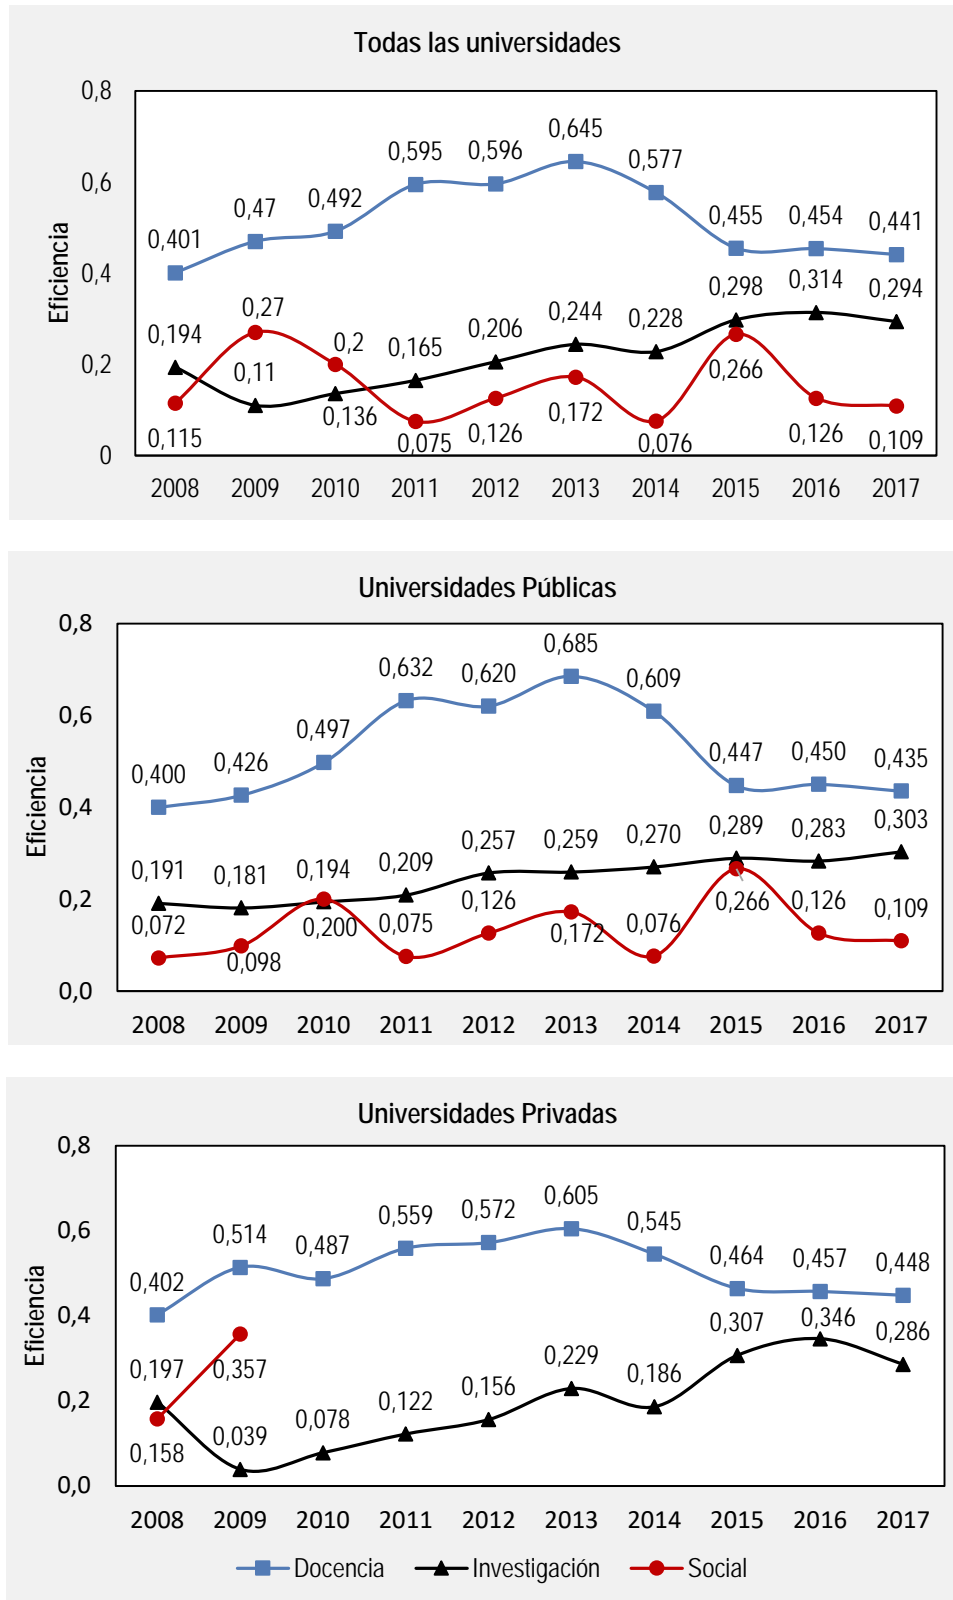 Todas las universidades
Eficiencia
0,8
0,6
0,4
0,2
0
0,401 0,47 0,492 0,595 0,596 0,645 0,577 0,455 0,454 0,441
0,194 0,11 0,136 0,165 0,206 0,244 0,228 0,298 0,314 0,294
0,115 0,27 0,2 0,075 0,126 0,172 0,076 0,266 0,126 0,109
2008 2009 2010 2011 2012 2013 2014 2015 2016 2017
Universidades Públicas
Eficiencia
0,8
0,6
0,4
0,2
0,0
0,400 0,426 0,497 0,632 0,620 0,685 0,609 0,447 0,450 0,435
0,191 0,181 0,194 0,209 0,257 0,259 0,270 0,289 0,283 0,303
0,072 0,098 0,200 0,075 0,126 0,172 0,076 0,266 0,126 0,109
2008 2009 2010 2011 2012 2013 2014 2015 2016 2017
Universidades Privadas
Eficiencia
0,8
0,6
0,4
0,2
0,0
0,402 0,514 0,487 0,559 0,572 0,605 0,545 0,464 0,457 0,448
0,197 0,039 0,078 0,122 0,156 0,229 0,186 0,307 0,346 0,286
0,158 0,357
2008 2009 2010 2011 2012 2013 2014 2015 2016 2017
Docencia Investigación Social